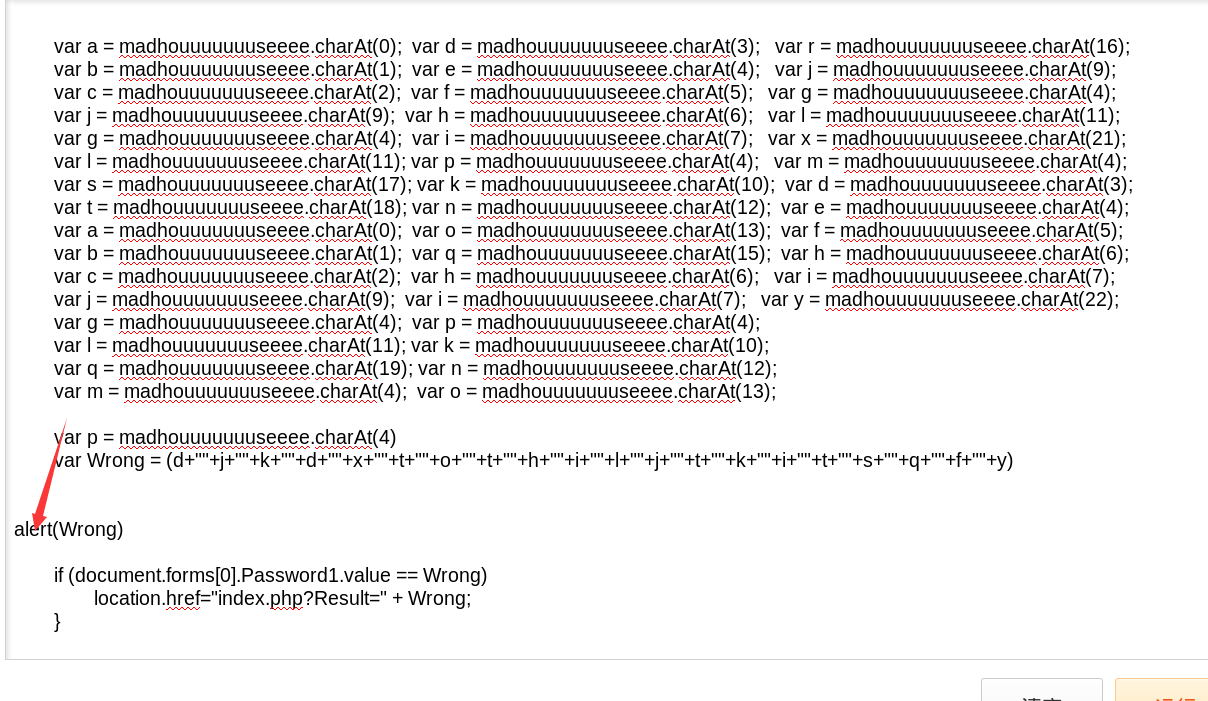 var a = madhouuuuuuuseeee.charAt(0); var d = madhouuuuuuuseeee.charAt(3); var r = madhouuuuuuuseeee.charAt(16);
var b = madhouuuuuuuseeee.charAt(1); var e = madhouuuuuuuseeee.charAt(4); var j = madhouuuuuuuseeee.charAt(9);
var c = madhouuuuuuuseeee.charAt(2); var f = madhouuuuuuuseeee.charAt(5); var g = madhouuuuuuuseeee.charAt(4);
var j = madhouuuuuuuseeee.charAt(9); var h = madhouuuuuuuseeee.charAt(6); var l = madhouuuuuuuseeee.charAt(11);
var g = madhouuuuuuuseeee.charAt(4); var i = madhouuuuuuuseeee.charAt(7); var x = madhouuuuuuuseeee.charAt(21);
var l = madhouuuuuuuseeee.charAt(11); var p = madhouuuuuuuseeee.charAt(4); var m = madhouuuuuuuseeee.charAt(4);
var s = madhouuuuuuuseeee.charAt(17); var k = madhouuuuuuuseeee.charAt(10); var d = madhouuuuuuuseeee.charAt(3);
var t = madhouuuuuuuseeee.charAt(18); var n = madhouuuuuuuseeee.charAt(12); var e = madhouuuuuuuseeee.charAt(4);
var a = madhouuuuuuuseeee.charAt(0); var o = madhouuuuuuuseeee.charAt(13); var f = madhouuuuuuuseeee.charAt(5);
var b = madhouuuuuuuseeee.charAt(1); var q = madhouuuuuuuseeee.charAt(15); var h = madhouuuuuuuseeee.charAt(6);
var c = madhouuuuuuuseeee.charAt(2); var h = madhouuuuuuuseeee.charAt(6); var i = madhouuuuuuuseeee.charAt(7);
var j = madhouuuuuuuseeee.charAt(9); var i = madhouuuuuuuseeee.charAt(7); var y = madhouuuuuuuseeee.charAt(22);
var g = madhouuuuuuuseeee.charAt(4); var p = madhouuuuuuuseeee.charAt(4);
var l = madhouuuuuuuseeee.charAt(11); var k = madhouuuuuuuseeee.charAt(10);
var q = madhouuuuuuuseeee.charAt(19); var n = madhouuuuuuuseeee.charAt(12);
var m = madhouuuuuuuseeee.charAt(4); var o = madhouuuuuuuseeee.charAt(13);
var p = madhouuuuuuuseeee.charAt(4)
var Wrong = (d+""+j+""+k+""+d+""+x+""+t+""+o+""+t+""+h+""+i+""+l+""+j+""+t+""+k+""+i+""+t+""+s+""+q+""+f+""+y)
alert(Wrong)
if (document.forms[0].Password1.value == Wrong)
location.href="index.php?Result=" + Wrong;
}